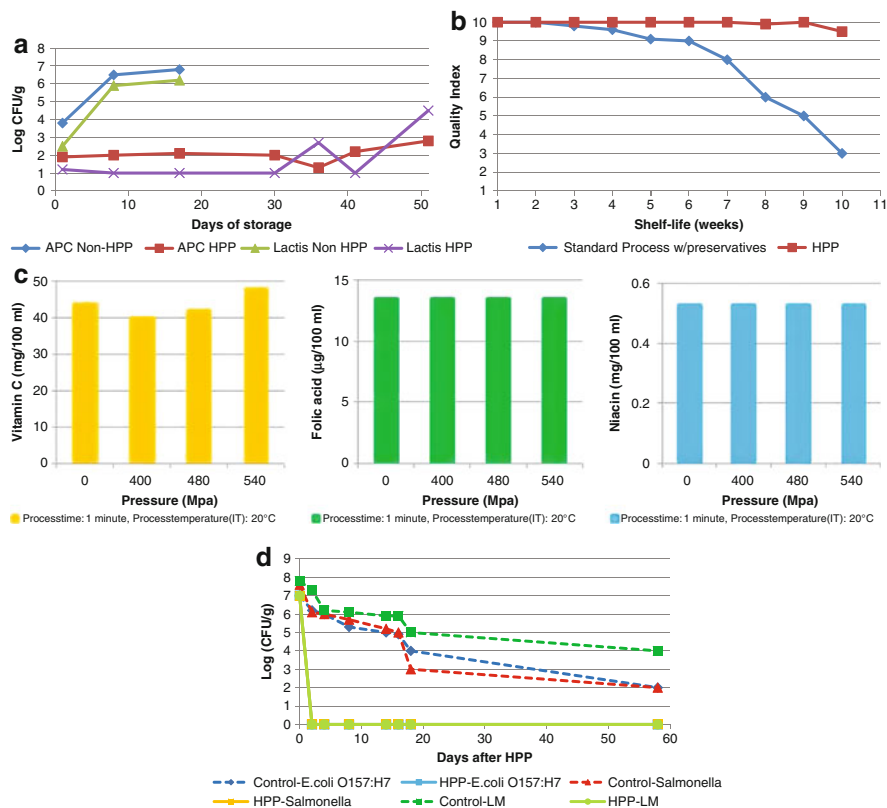 a
8
7
6
5
4
3
2
1
0
Log CFU/g
0 10 20 30 40 50
Days of storage
APC Non-HPP APC HPP Lactis Non HPP Lactis HPP
b
10
9
8
7
6
5
4
3
2
1
Quality Index
1 2 3 4 5 6 7 8 9 10 11
Shelf-life (weeks)
Standard Process w/preservatives HPP
c
50
40
30
20
10
0
Vitamin C (mg/100 ml)
0 400 480 540
Pressure (Mpa)
Processtime: 1 minute, Processtemperature(IT): 20°C
15
10
5
0
Folic acid (µg/100 ml)
0 400 480 540
Pressure (Mpa)
Processtime: 1 minute, Processtemperature(IT): 20°C
0.6
0.4
0.2
0
Niacin (mg/100 ml)
0 400 480 540
Pressure (Mpa)
Processtime: 1 minute, Processtemperature(IT): 20°C
d
9
8
7
6
5
4
3
2
1
0
Log (CFU/g)
0 10 20 30 40 50 60
Days after HPP
Control-E.coli O157:H7 HPP-E.coli O157:H7 Control-Salmonella
HPP-Salmonella Control-LM HPP-LM